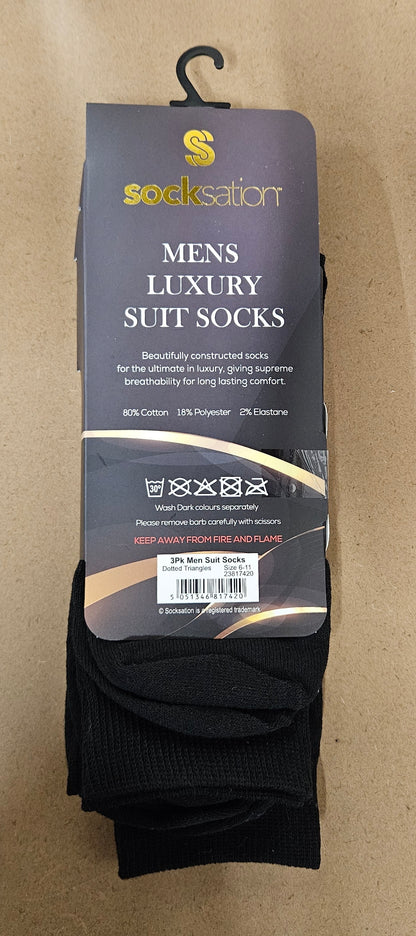 socksation™
MENS
LUXURY
SUIT SOCKS
Beautifully constructed socks
for the ultimate in luxury, giving supreme
breathability for long lasting comfort.
80% Cotton 18% Polyester 2% Elastane
30°
Wash Dark colours separately
Please remove barb carefully with scissors
KEEP AWAY FROM FIRE AND FLAME
3Pk Men Suit Socks
Dotted Triangles Size 6-11
23817420
5 051346 817420
© Socksation is a registered trademark.